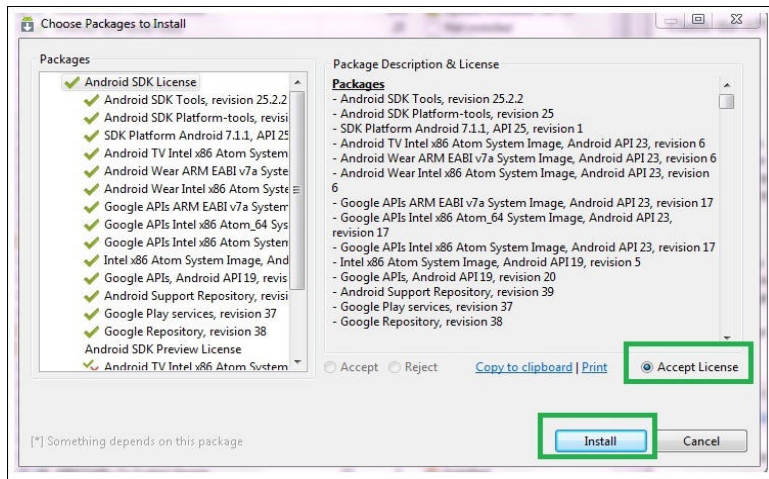 Choose Packages to Install
Packages
Android SDK License
Android SDK Tools, revision 25.2.2
Android SDK Platform-tools, revisi
SDK Platform Android 7.1.1, API 25
Android TV Intel x86 Atom System
Android Wear ARM EABI v7a Syste
Android Wear Intel x86 Atom Syste
Google APIs ARM EABI v7a System
Google APIs Intel x86 Atom_64 Sys
Google APIs Intel x86 Atom System
Intel x86 Atom System Image, And
Google APIs, Android API 19, revis
Android Support Repository, revisi
Google Play services, revision 37
Google Repository, revision 38
Android SDK Preview License
Android TV Intel x86 Atom System
Package Description & License
Packages
- Android SDK Tools, revision 25.2.2
- Android SDK Platform-tools, revision 25
- SDK Platform Android 7.1.1, API 25, revision 1
- Android TV Intel x86 Atom System Image, Android API 23, revision 6
- Android Wear ARM EABI v7a System Image, Android API 23, revision 6
- Android Wear Intel x86 Atom System Image, Android API 23, revision
6
- Google APIs ARM EABI v7a System Image, Android API 23, revision 17
- Google APIs Intel x86 Atom_64 System Image, Android API 23,
revision 17
- Google APIs Intel x86 Atom System Image, Android API 23, revision 17
- Intel x86 Atom System Image, Android API 19, revision 5
- Google APIs, Android API 19, revision 20
- Android Support Repository, revision 39
- Google Play services, revision 37
- Google Repository, revision 38
Accept Reject Copy to clipboard | Print Accept License
[*] Something depends on this package
Install Cancel